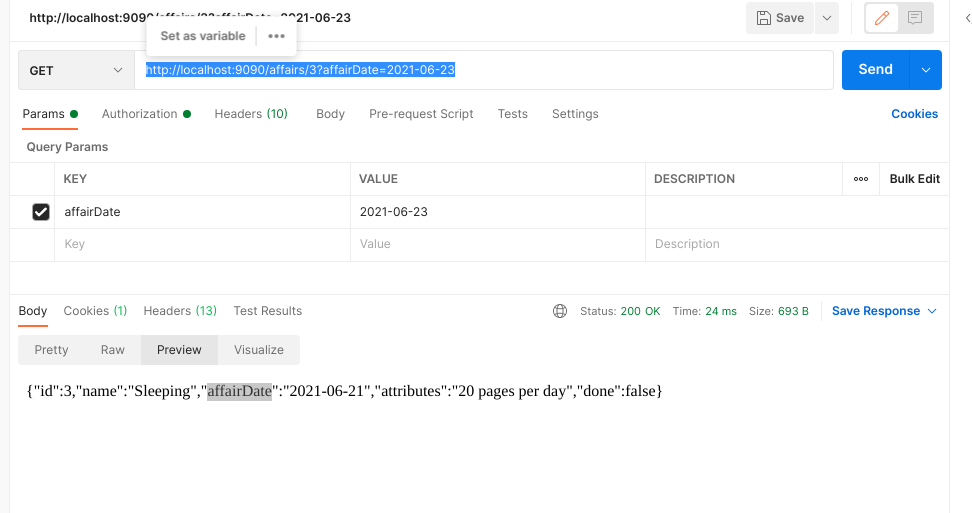 http://localhost:9090/affairs/3?affairDate=2021-06-23
Save
Set as variable
GET
http://localhost:9090/affairs/3?affairDate=2021-06-23
Send
Params Authorization Headers (10) Body Pre-request Script Tests Settings Cookies
Query Params
KEY VALUE DESCRIPTION Bulk Edit
affairDate 2021-06-23
Key Value Description
Body Cookies (1) Headers (13) Test Results Status: 200 OK Time: 24 ms Size: 693 B Save Response
Pretty Raw Preview Visualize
{"id":3,"name":"Sleeping","affairDate":"2021-06-21","attributes":"20 pages per day","done":false}